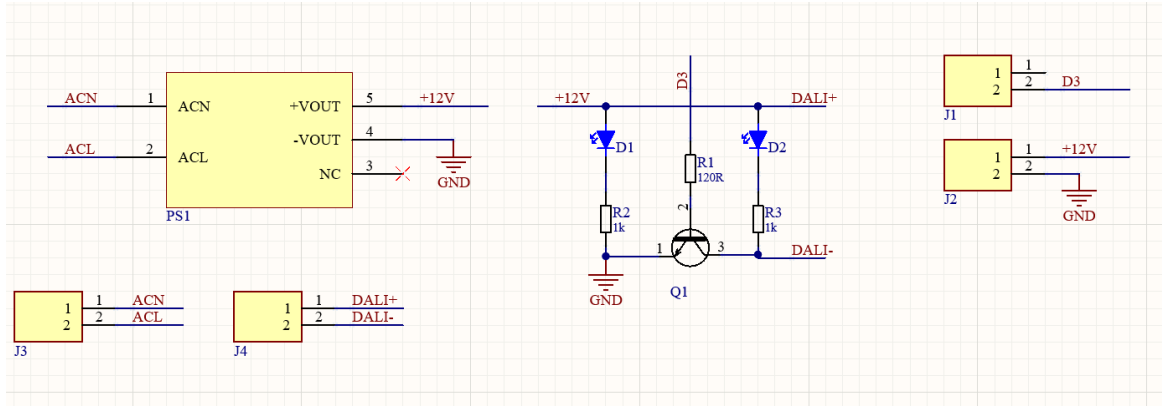 ACN 1 ACN +VOUT 5 +12V
-VOUT 4
ACL 2 ACL
NC 3
GND
PS1
+12V D3 DALI+
D1 D2
R1
120R
2
R2
1k
R3
1k
1 3 DALI-
GND
Q1
1 1
2 2 D3
J1
1 1 +12V
2 2
J2 GND
1 1 ACN
2 2 ACL
J3
1 1 DALI+
2 2 DALI-
J4